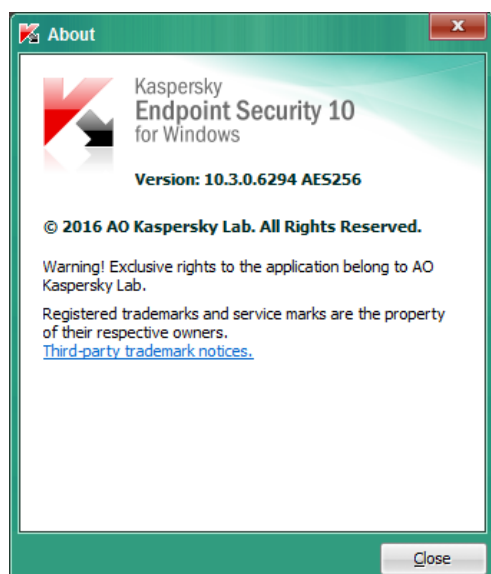 About
x
Kaspersky
Endpoint Security 10
for Windows
Version: 10.3.0.6294 AES256
© 2016 AO Kaspersky Lab. All Rights Reserved.
Warning! Exclusive rights to the application belong to AO
Kaspersky Lab.
Registered trademarks and service marks are the property
of their respective owners.
Third-party trademark notices.
Close